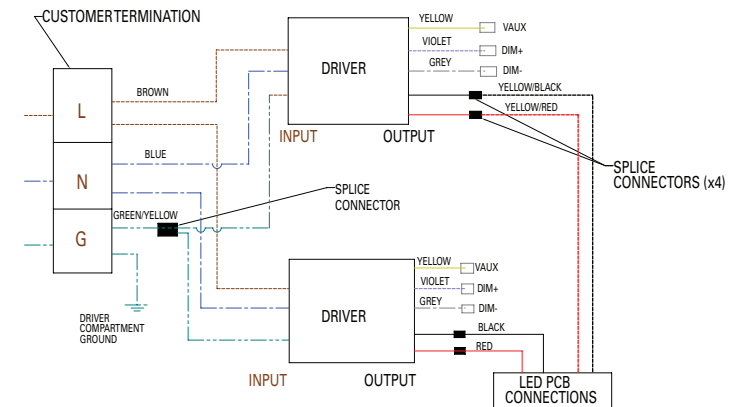 CUSTOMER TERMINATION
YELLOW
VAUX
VIOLET
DIM+
GREY
DIM-
DRIVER
YELLOW/BLACK
YELLOW/RED
BROWN
L
INPUT
OUTPUT
BLUE
N
SPLICE
CONNECTORS (x4)
SPLICE
CONNECTOR
GREEN/YELLOW
G
YELLOW
VAUX
VIOLET
DIM+
GREY
DIM-
DRIVER
COMPARTMENT
GROUND
DRIVER
BLACK
RED
INPUT
OUTPUT
LED PCB
CONNECTIONS